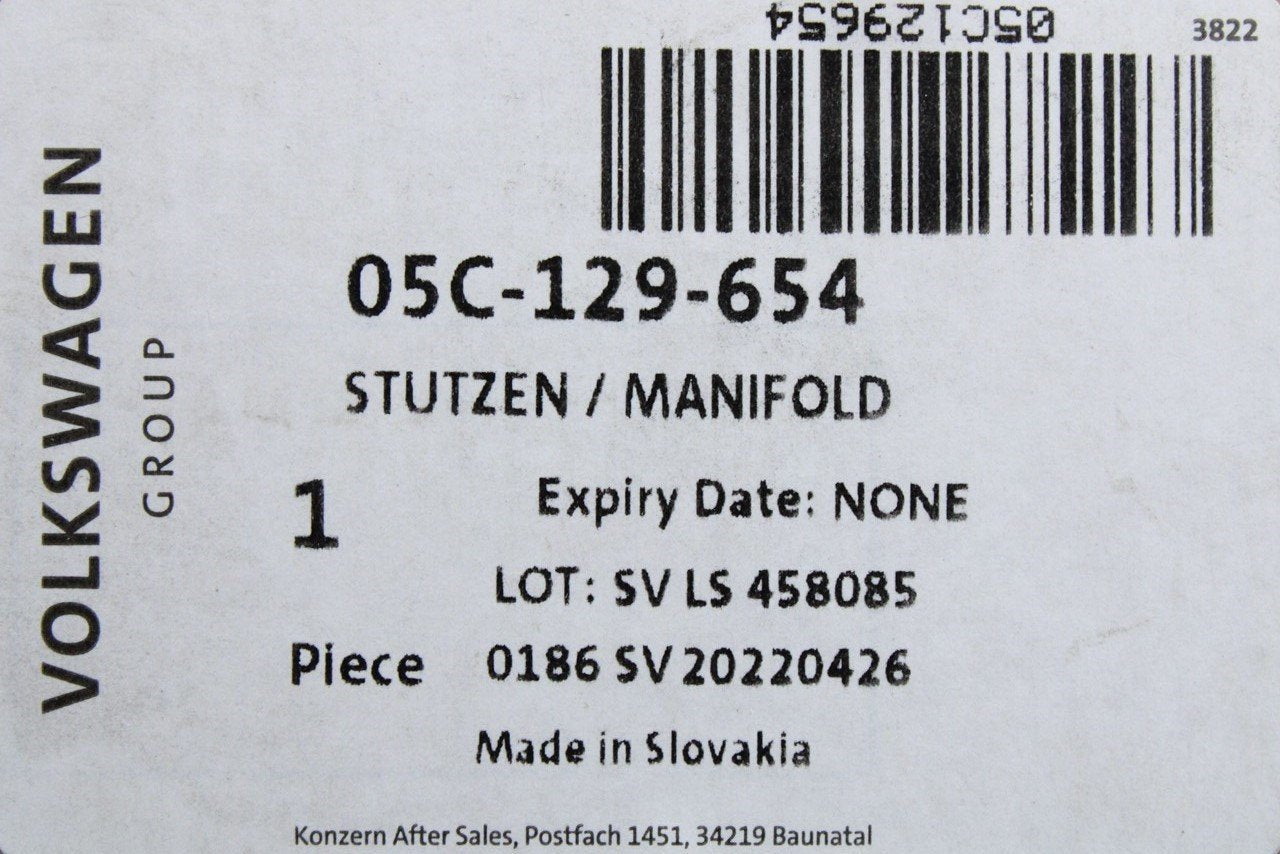 05C129654
3822
VOLKSWAGEN
GROUP
05C-129-654
STUTZEN / MANIFOLD
1
Expiry Date: NONE
LOT: SV LS 458085
Piece 0186 SV 20220426
Made in Slovakia
Konzern After Sales, Postfach 1451, 34219 Baunatal